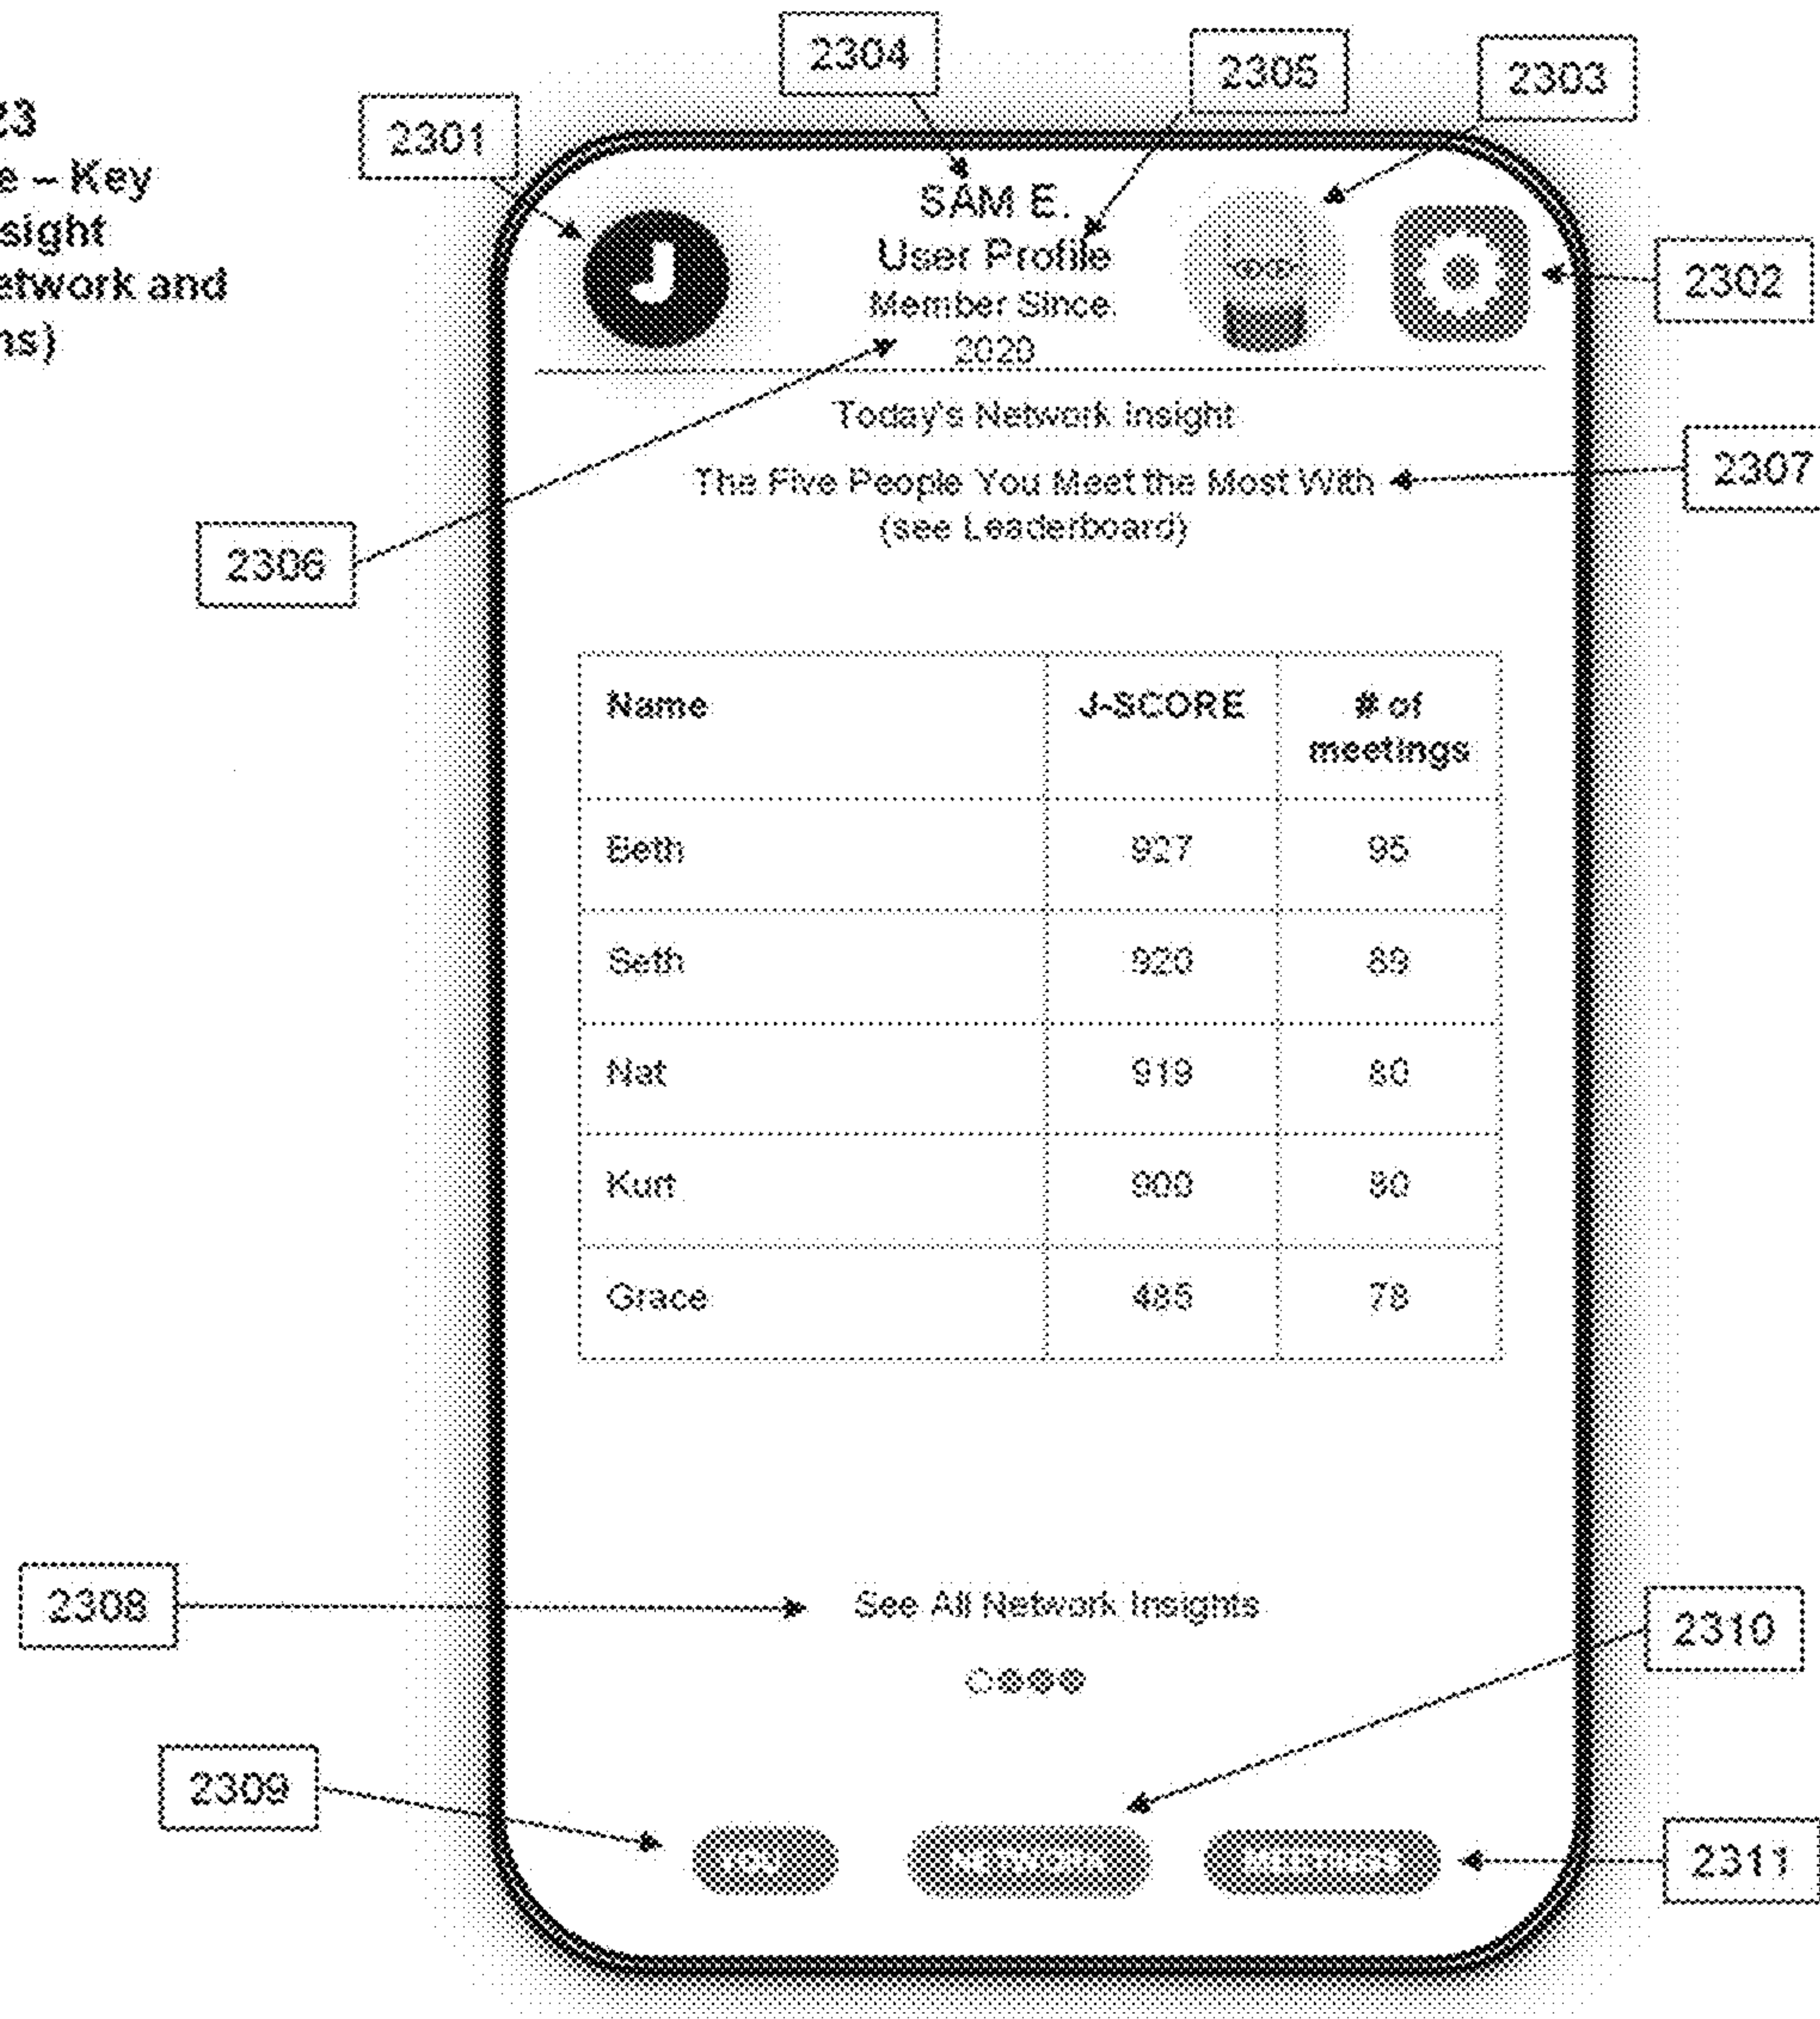 2304
2305
2303
2301
23
e – Key
sight
etwork and
ns)
J
SAM E.
User Profile
Member Since
2020
2302
Today's Network Insight
The Five People You Meet the Most With
(see Leaderboard)
2307
2306
Name J-SCORE # of
meetings
Beth 927 95
Seth 920 89
Nat 919 80
Kurt 900 80
Grace 485 78
2308
See All Network Insights
2310
2309
2311